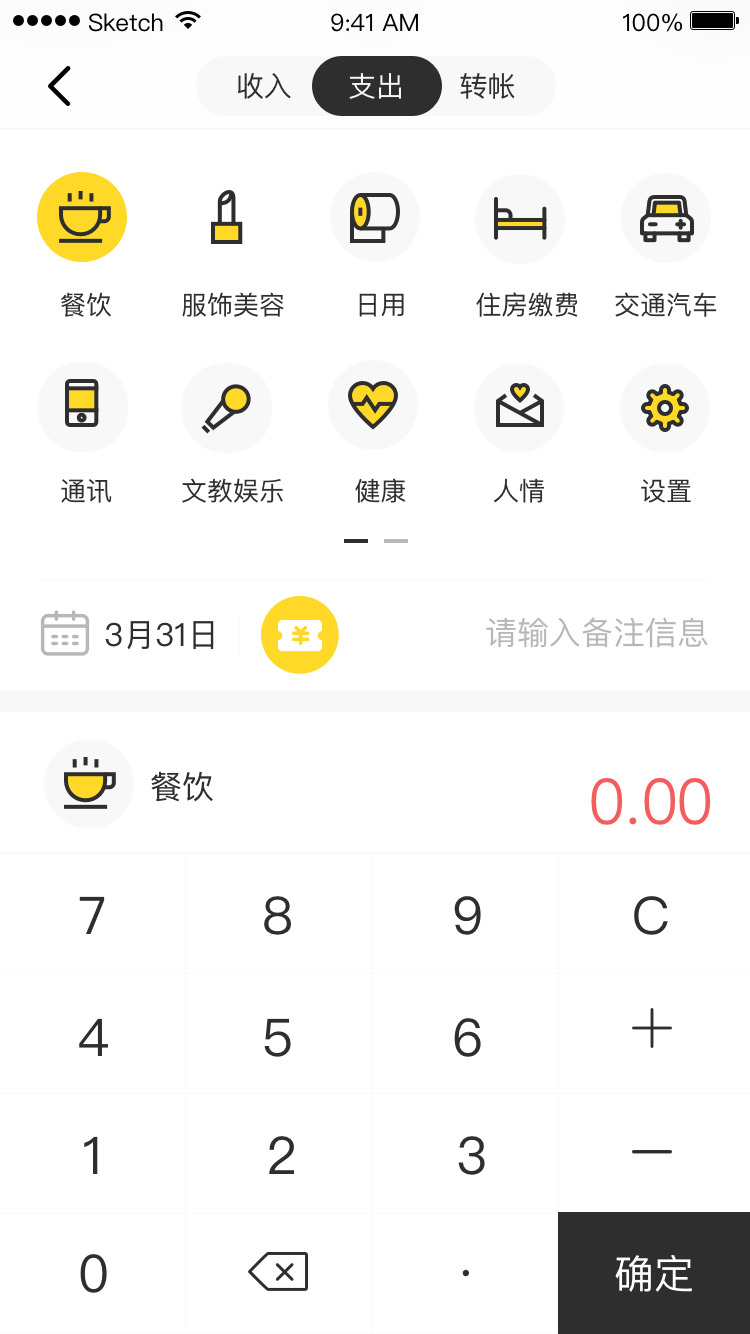 Sketch 9:41 AM 100%
收入 支出 转帐
餐饮 服饰美容 日用 住房缴费 交通汽车
通讯 文教娱乐 健康 人情 设置
3月31日 ¥ 请输入备注信息
餐饮 0.00
7 8 9 C
4 5 6 +
1 2 3 —
0 · 确定